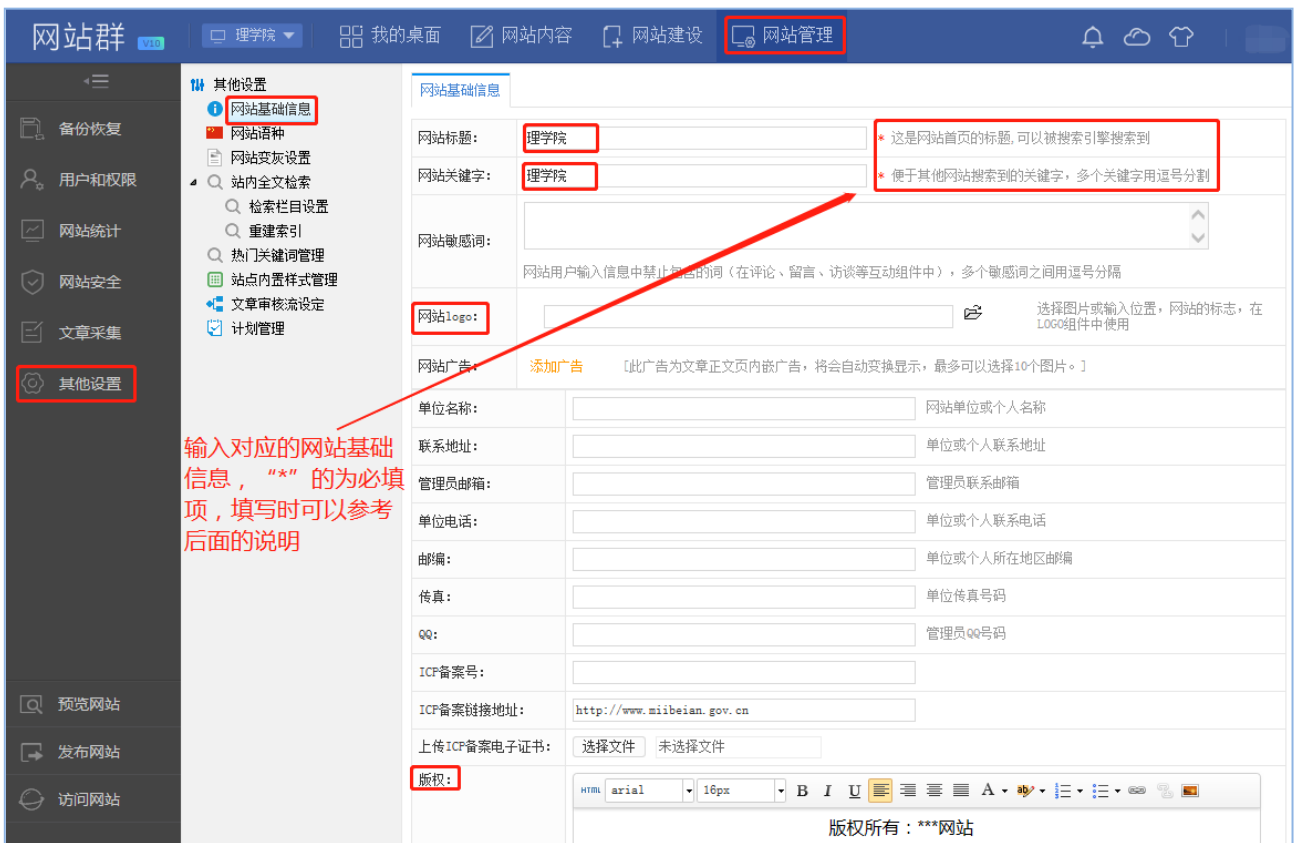 网站群 V10 理学院 我的桌面 网站内容 网站建设 网站管理
备份恢复
用户和权限
网站统计
网站安全
文章采集
其他设置
预览网站
发布网站
访问网站
其他设置
网站基础信息
网站语种
网站变灰设置
站内全文检索
检索栏目设置
重建索引
热门关键词管理
站点内置样式管理
文章审核流设定
计划管理
输入对应的网站基础
信息，“*”的为必填
项，填写时可以参考
后面的说明
网站基础信息
网站标题： 理学院 * 这是网站首页的标题,可以被搜索引擎搜索到
网站关键字： 理学院 * 便于其他网站搜索到的关键字，多个关键字用逗号分割
网站敏感词：
网站用户输入信息中禁止包含的词（在评论、留言、访谈等互动组件中），多个敏感词之间用逗号分隔
网站logo： 选择图片或输入位置，网站的标志，在
LOGO组件中使用
网站广告： 添加广告 [此广告为文章正文页内嵌广告，将会自动变换显示，最多可以选择10个图片。]
单位名称： 网站单位或个人名称
联系地址： 单位或个人联系地址
管理员邮箱： 管理员联系邮箱
单位电话： 单位或个人联系电话
邮编： 单位或个人所在地区邮编
传真： 单位传真号码
QQ： 管理员QQ号码
ICP备案号：
ICP备案链接地址： http://www.miibeian.gov.cn
上传ICP备案电子证书： 选择文件 未选择文件
版权： HTML arial 16px B I U A ab
版权所有：***网站